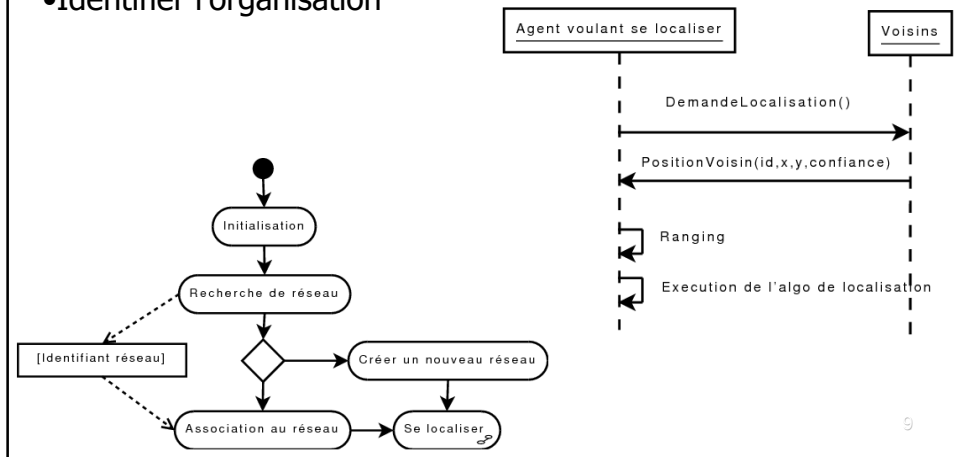 •Identifier l'organisation
Agent voulant se localiser
Voisins
DemandeLocalisation()
PositionVoisin(id,x,y,confiance)
Ranging
Execution de l'algo de localisation
Initialisation
Recherche de réseau
[Identifiant réseau]
Créer un nouveau réseau
Association au réseau
Se localiser
9